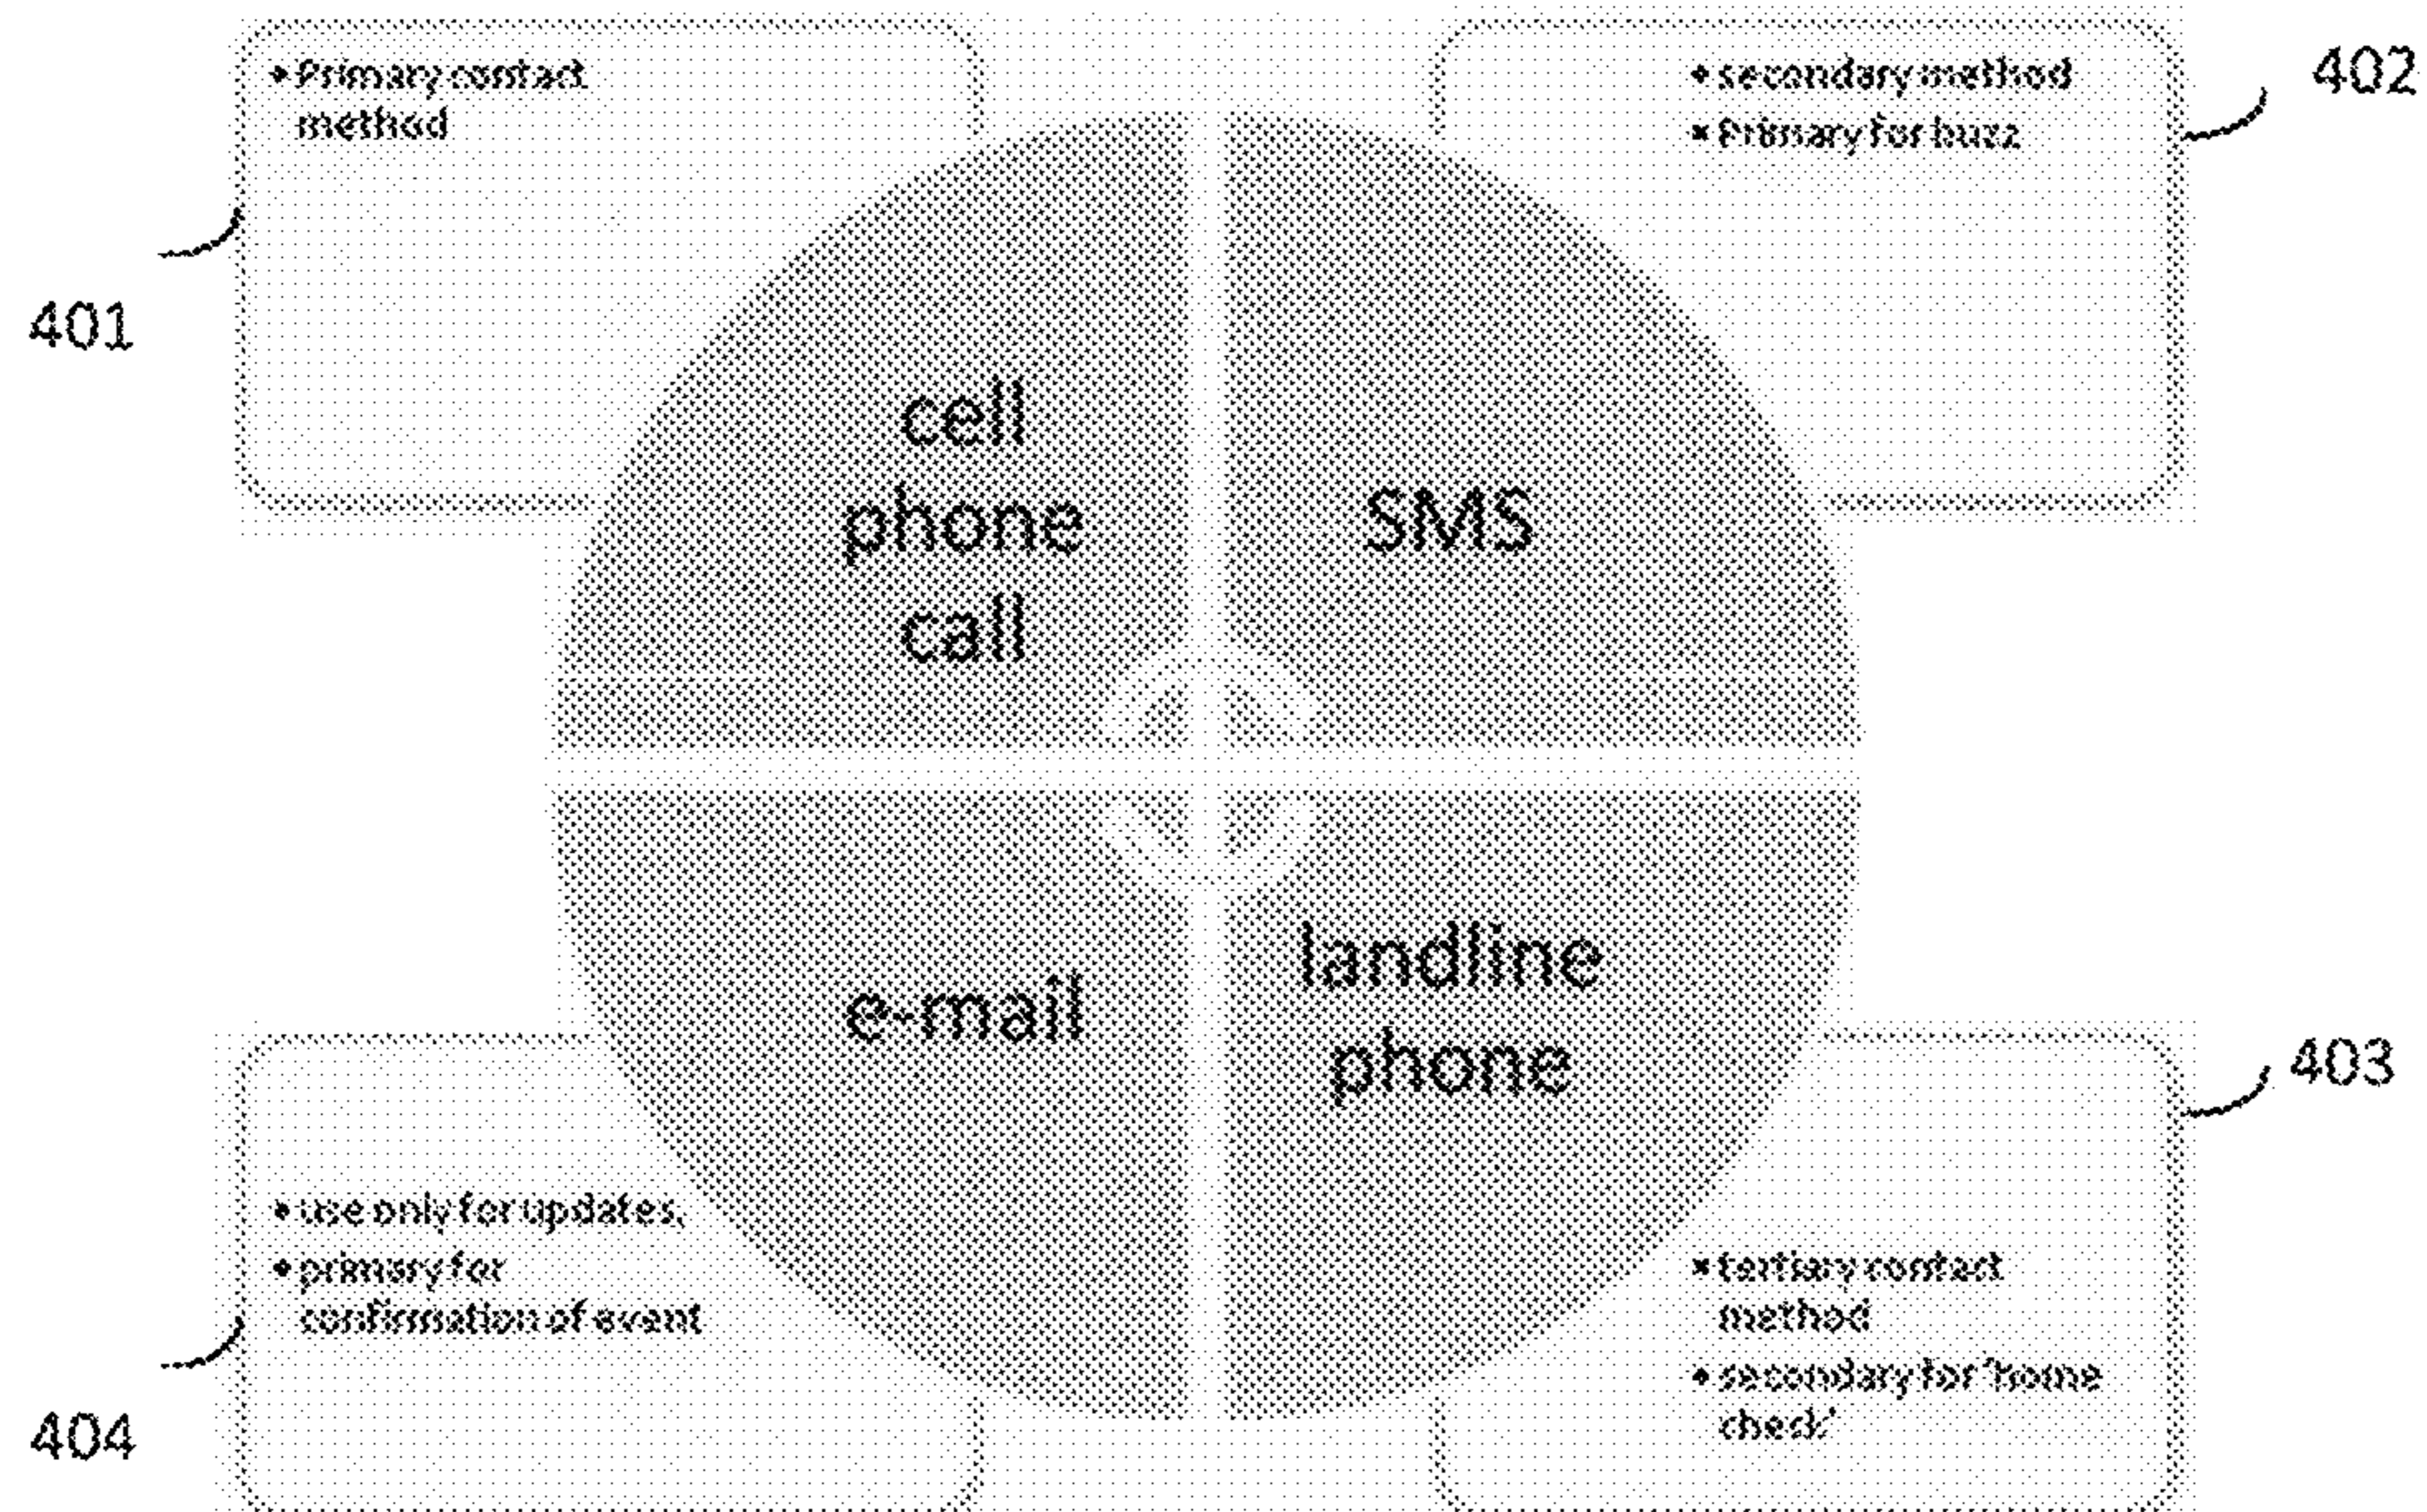 • Primary contact
method
401
• secondary method
• Primary for buzz
402
cell
phone
call
SMS
e-mail
landline
phone
• use only for updates.
• primary for
confirmation of event
404
• tertiary contact
method
• secondary for 'home
check'
403